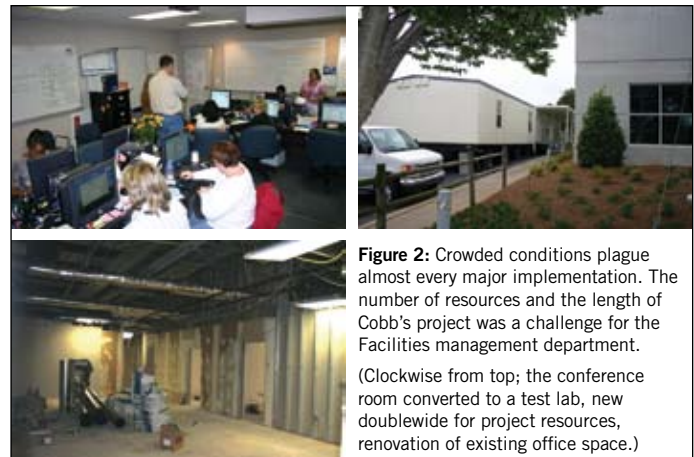 Figure 2: Crowded conditions plague
almost every major implementation. The
number of resources and the length of
Cobb's project was a challenge for the
Facilities management department.
(Clockwise from top; the conference
room converted to a test lab, new
doublewide for project resources,
renovation of existing office space.)